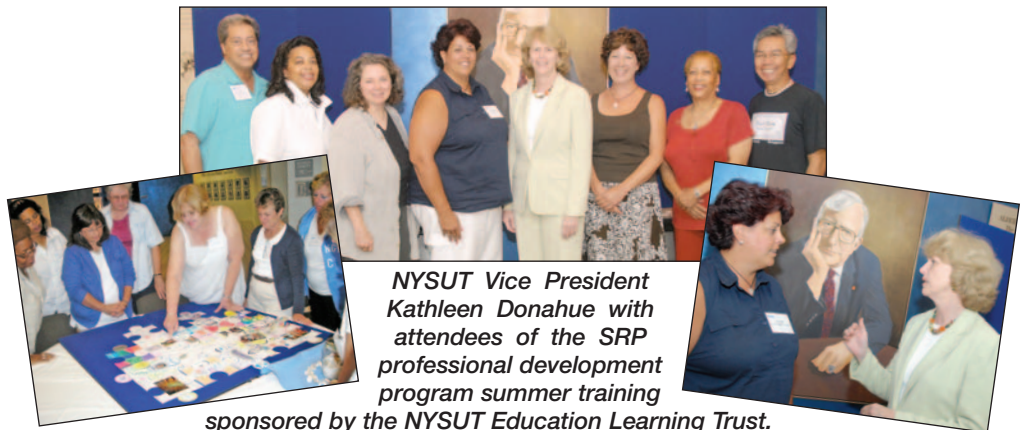 NYSUT Vice President
Kathleen Donahue with
attendees of the SRP
professional development
program summer training
sponsored by the NYSUT Education Learning Trust.